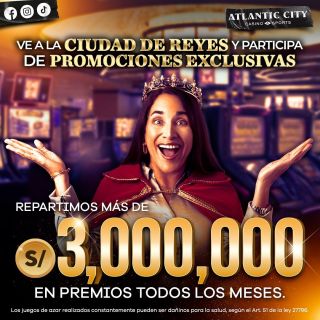 ATLANTIC CITY
CASINO & SPORTS
VE A LA CIUDAD DE REYES Y PARTICIPA
DE PROMOCIONES EXCLUSIVAS
REPARTIMOS MÁS DE
S/ 3,000,000
EN PREMIOS TODOS LOS MESES.
Los juegos de azar realizados constantemente pueden ser dañinos para la salud, según el Art. 51 de la ley 27796.